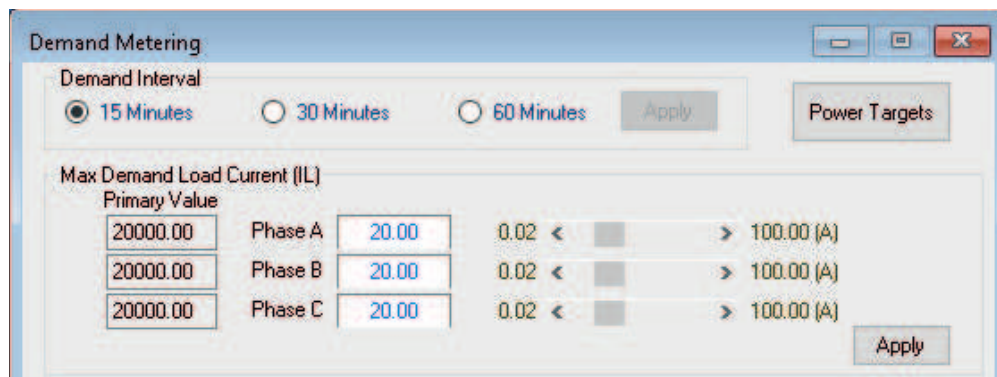 Demand Metering
Demand Interval
15 Minutes 30 Minutes 60 Minutes Apply Power Targets
Max Demand Load Current (IL)
Primary Value
20000.00 Phase A 20.00 0.02 < > 100.00 (A)
20000.00 Phase B 20.00 0.02 < > 100.00 (A)
20000.00 Phase C 20.00 0.02 < > 100.00 (A)
Apply